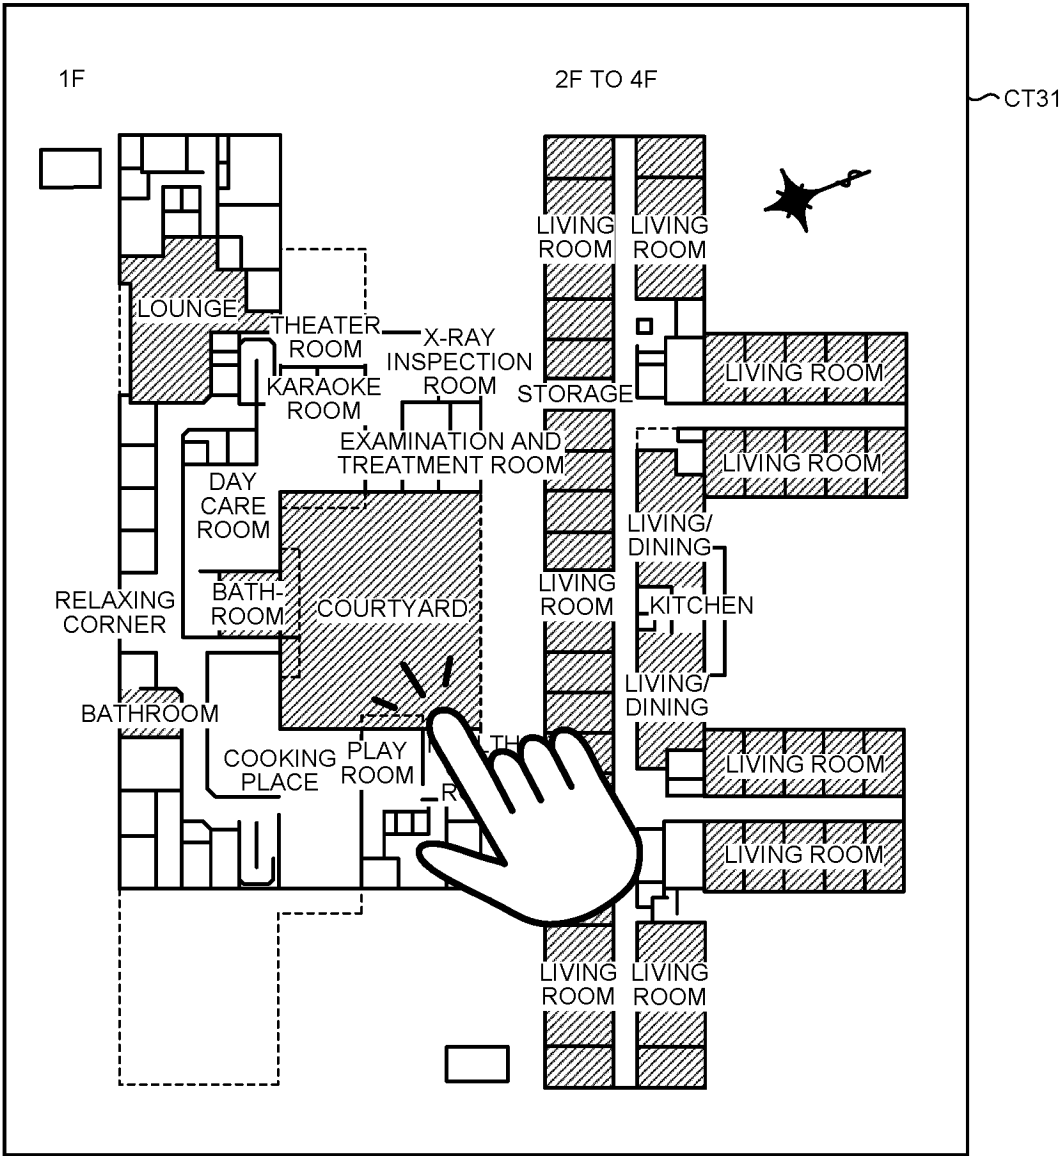 1F
2F TO 4F
CT31
LOUNGE
THEATER
ROOM
KARAOKE
ROOM
X-RAY
INSPECTION
ROOM
EXAMINATION AND
TREATMENT ROOM
DAY
CARE
ROOM
BATH-
ROOM
COURTYARD
RELAXING
CORNER
BATHROOM
COOKING
PLACE
PLAY
ROOM
LIVING
ROOM
LIVING
ROOM
STORAGE
LIVING ROOM
LIVING ROOM
LIVING/
DINING
LIVING
ROOM
KITCHEN
LIVING/
DINING
LIVING ROOM
LIVING ROOM
LIVING
ROOM
LIVING
ROOM